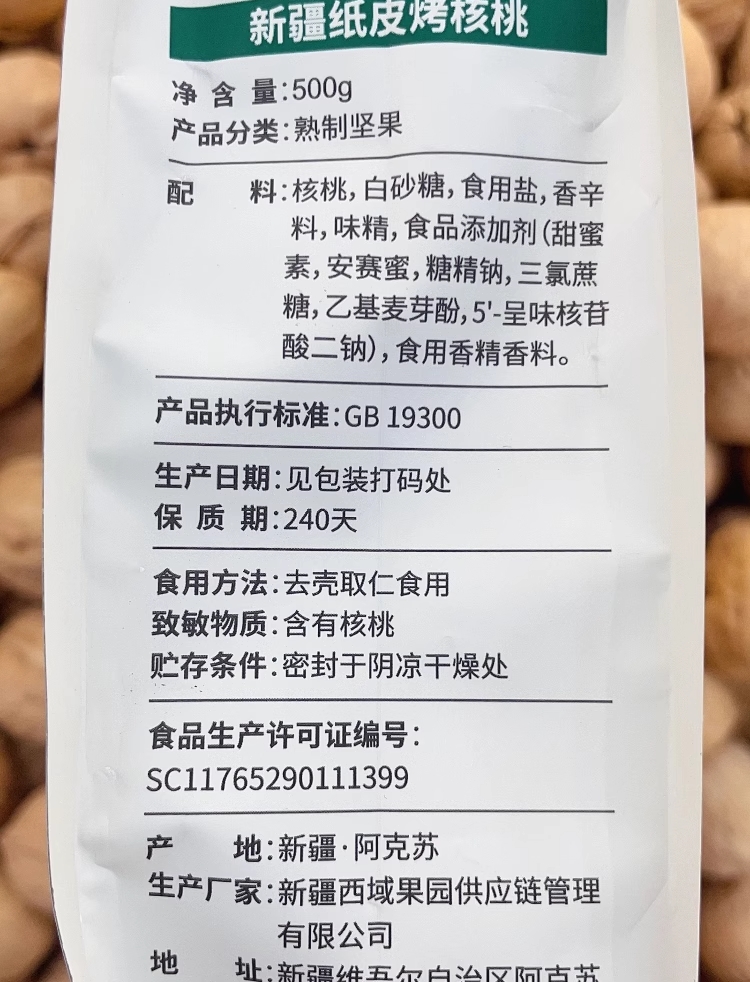 新疆纸皮烤核桃
净含量:500g
产品分类:熟制坚果
配料:核桃,白砂糖,食用盐,香辛
料,味精,食品添加剂(甜蜜
素,安赛蜜,糖精钠,三氯蔗
糖,乙基麦芽酚,5'-呈味核苷
酸二钠),食用香精香料。
产品执行标准:GB 19300
生产日期:见包装打码处
保质期:240天
食用方法:去壳取仁食用
致敏物质:含有核桃
贮存条件:密封于阴凉干燥处
食品生产许可证编号:
SC11765290111399
产地:新疆·阿克苏
生产厂家:新疆西域果园供应链管理
有限公司
地址:新疆维吾尔自治区阿克苏